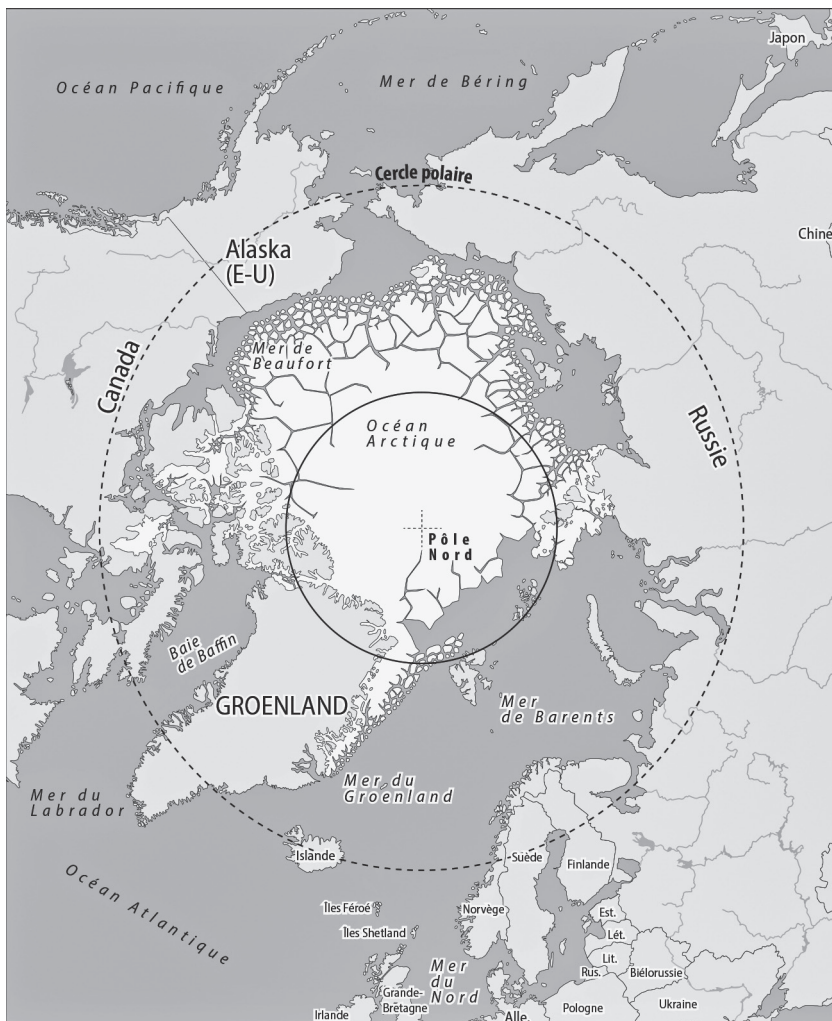 Japon
Océan Pacifique
Mer de Béring
Cercle polaire
Chine
Alaska
(E-U)
Mer de
Beaufort
Canada
Océan
Arctique
Russie
Pôle
Nord
Baie
de Baffin
GROENLAND
Mer
de Barents
Mer du
Groënland
Mer du
Labrador
Islande
Suède
Finlande
Océan Atlantique
Îles Féroé
Norvège
Est.
Îles Shetland
Lét.
Lit.
Rus.
Biélorussie
Mer
du
Nord
Grande-
Bretagne
Irlande
Alle.
Pologne
Ukraine